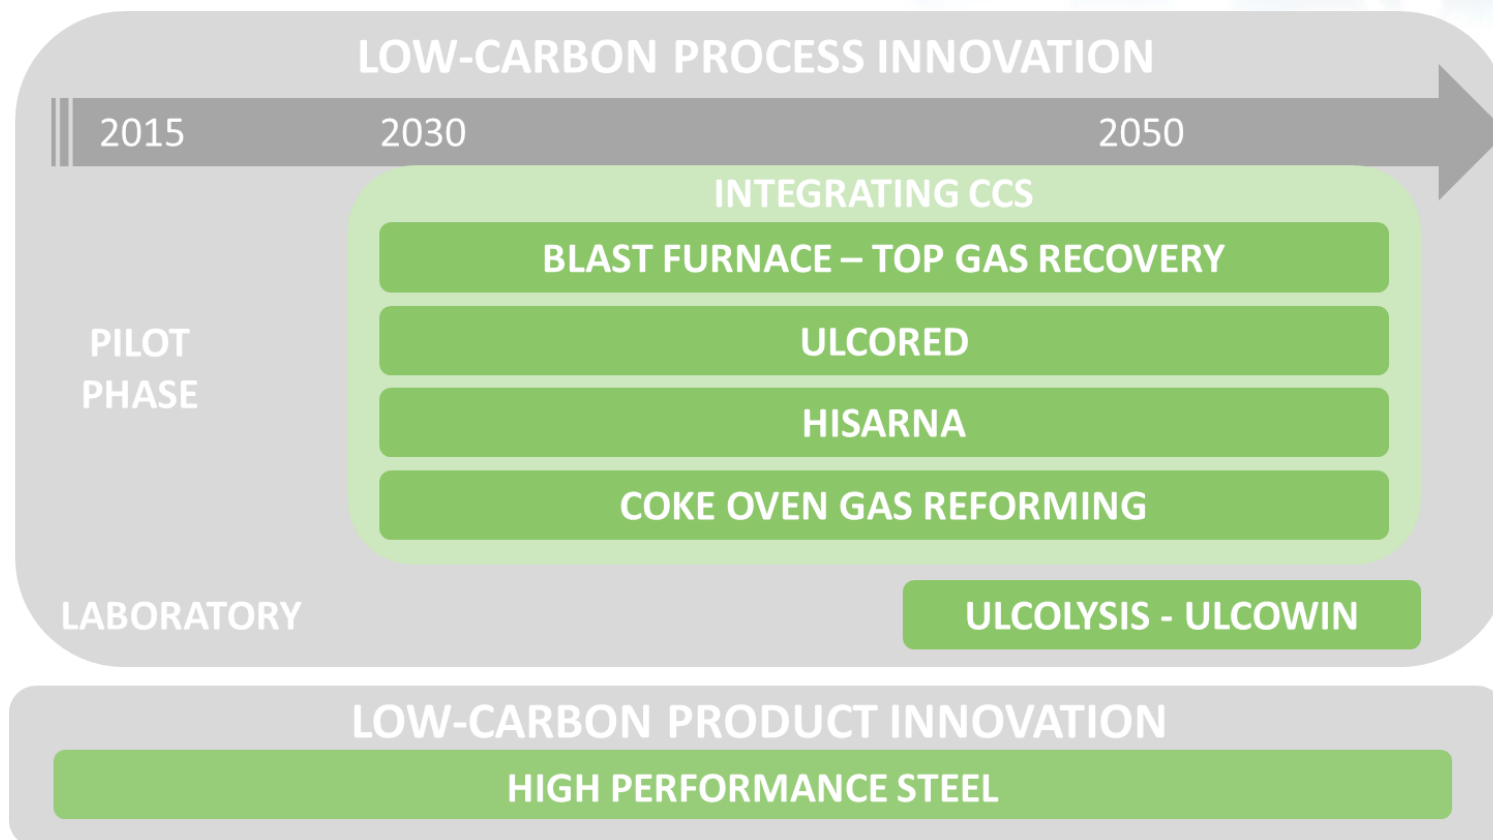 LOW-CARBON PROCESS INNOVATION
2015 2030 2050
INTEGRATING CCS
BLAST FURNACE – TOP GAS RECOVERY
PILOT
PHASE
ULCORED
HISARNA
COKE OVEN GAS REFORMING
LABORATORY
ULCOLYSIS - ULCOWIN
LOW-CARBON PRODUCT INNOVATION
HIGH PERFORMANCE STEEL